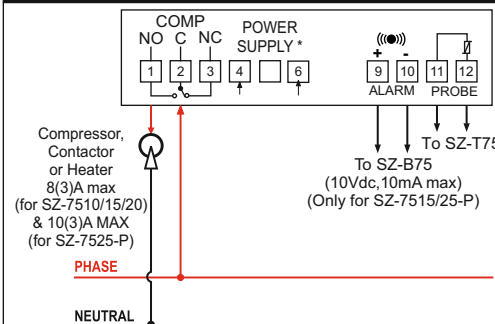 COMP
NO C NC
POWER
SUPPLY *
1 2 3 4 6 9 10 11 12
+ -
ALARM PROBE
Compressor,
Contactor
or Heater
8(3)A max
(for SZ-7510/15/20)
& 10(3)A MAX
(for SZ-7525-P)
To SZ-T75
To SZ-B75
(10Vdc,10mA max)
(Only for SZ-7515/25-P)
PHASE
NEUTRAL